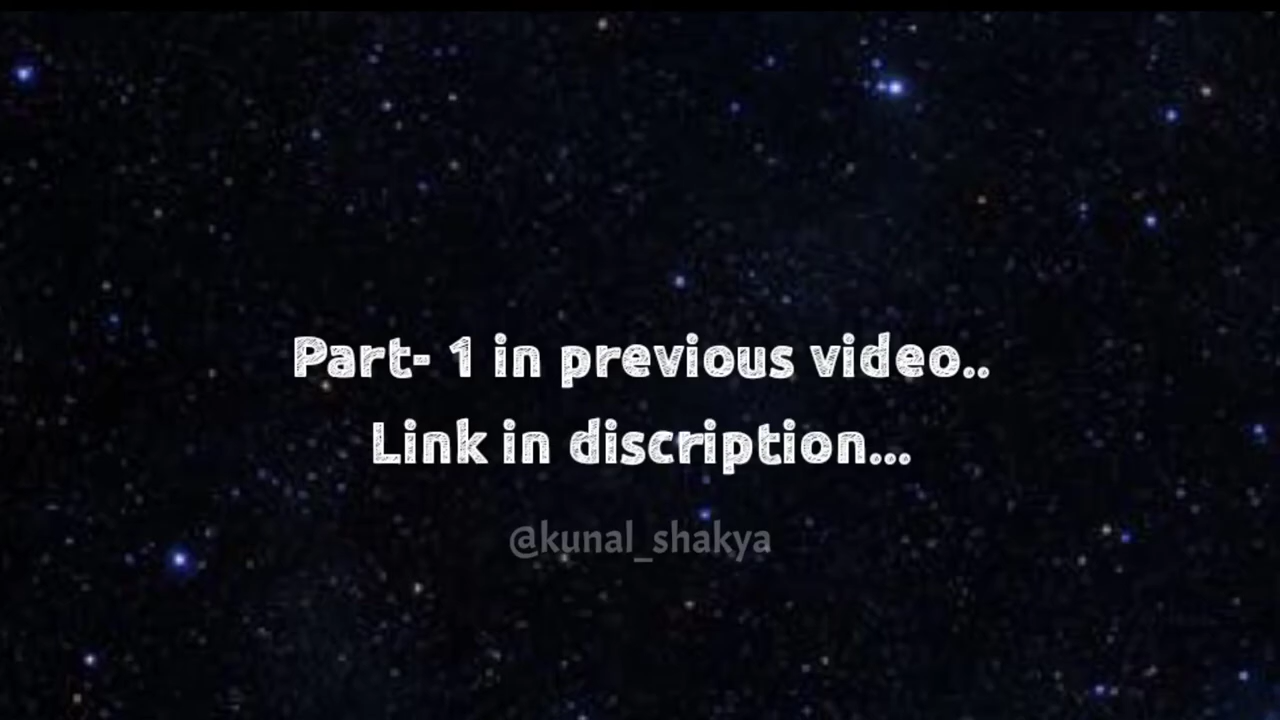 Part- 1 in previous video..
Link in discription...
@kunal_shakya